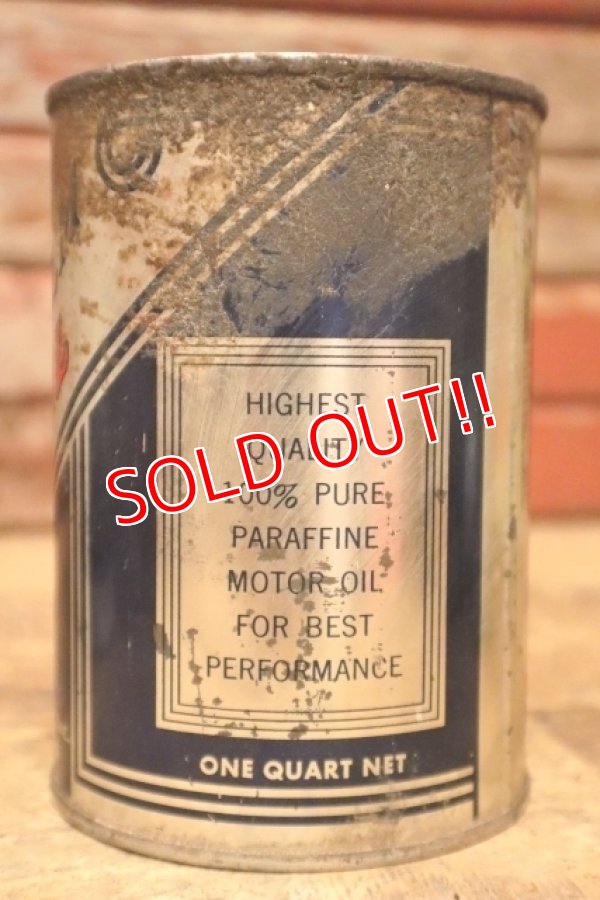 HIGHEST
QUALITY
SOLD OUT!!
100% PURE
PARAFFINE
MOTOR OIL
FOR BEST
PERFORMANCE
ONE QUART NET